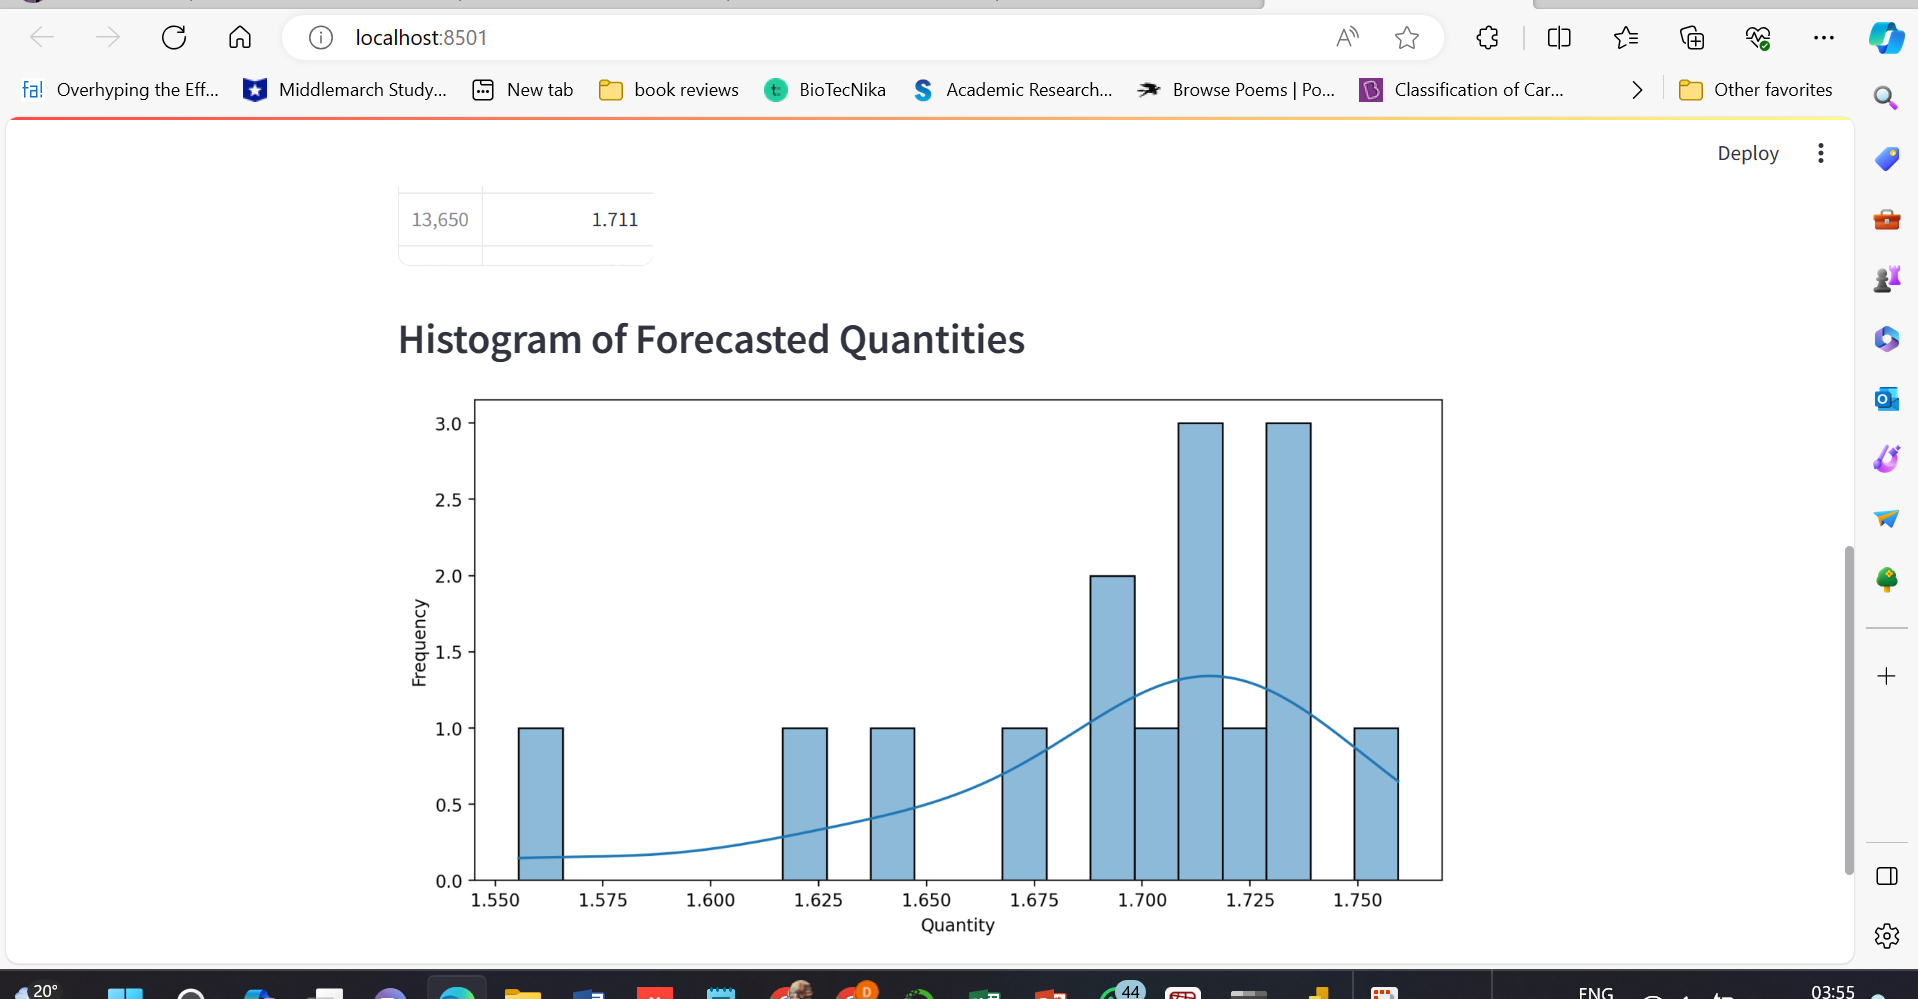 localhost:8501
Overhyping the Eff...
Middlemarch Study...
New tab
book reviews
BioTecNika
Academic Research...
Browse Poems | Po...
Classification of Car...
Other favorites
Deploy
13,650 1.711
Histogram of Forecasted Quantities
3.0
2.5
2.0
1.5
1.0
0.5
0.0
Frequency
1.550 1.575 1.600 1.625 1.650 1.675 1.700 1.725 1.750
Quantity
20°
D
44
ENG
03:55